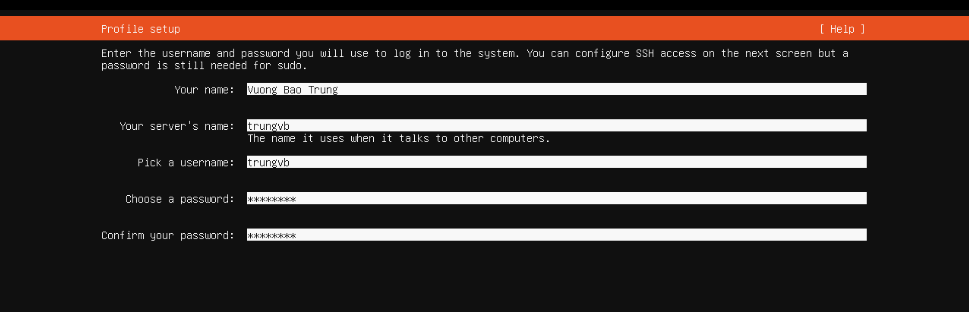 Profile setup [ Help ]
Enter the username and password you will use to log in to the system. You can configure SSH access on the next screen but a
password is still needed for sudo.
Your name: Vuong Bao Trung
Your server's name: trungvb
The name it uses when it talks to other computers.
Pick a username: trungvb
Choose a password: ********
Confirm your password: ********